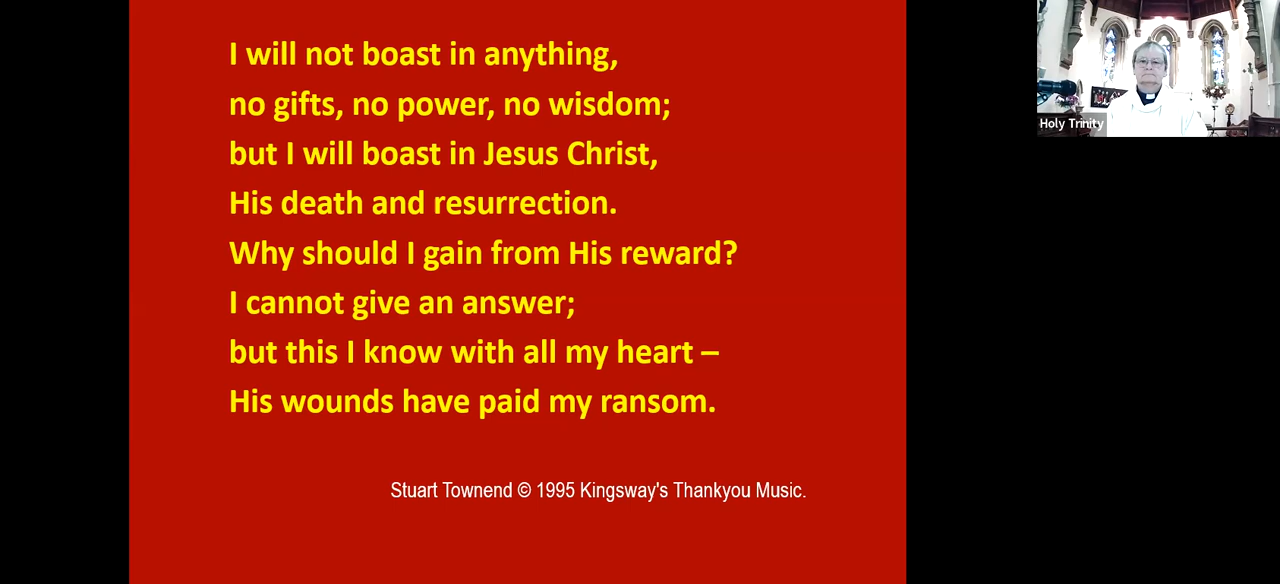 I will not boast in anything,
no gifts, no power, no wisdom;
but I will boast in Jesus Christ,
His death and resurrection.
Why should I gain from His reward?
I cannot give an answer;
but this I know with all my heart –
His wounds have paid my ransom.
Stuart Townend © 1995 Kingsway's Thankyou Music.
Holy Trinity